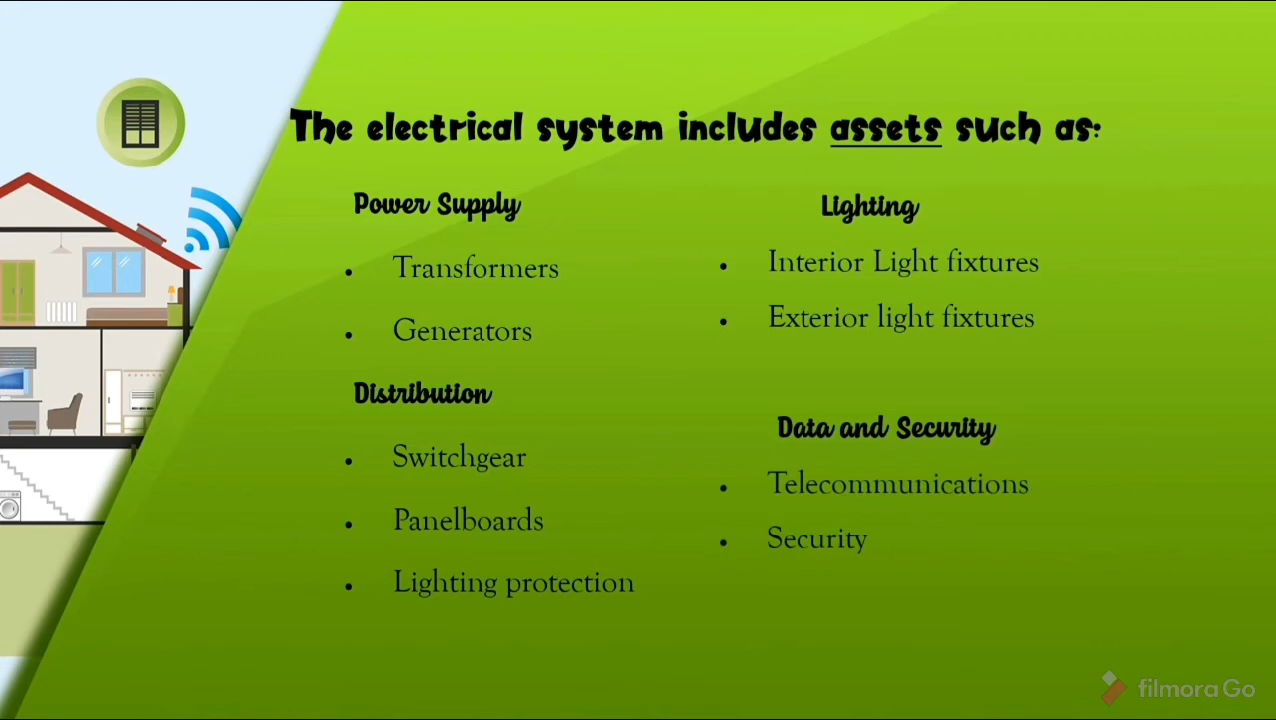 The electrical system includes assets such as:
Power Supply
• Transformers
• Generators
Distribution
• Switchgear
• Panelboards
• Lighting protection
Lighting
• Interior Light fixtures
• Exterior light fixtures
Data and Security
• Telecommunications
• Security
filmora Go